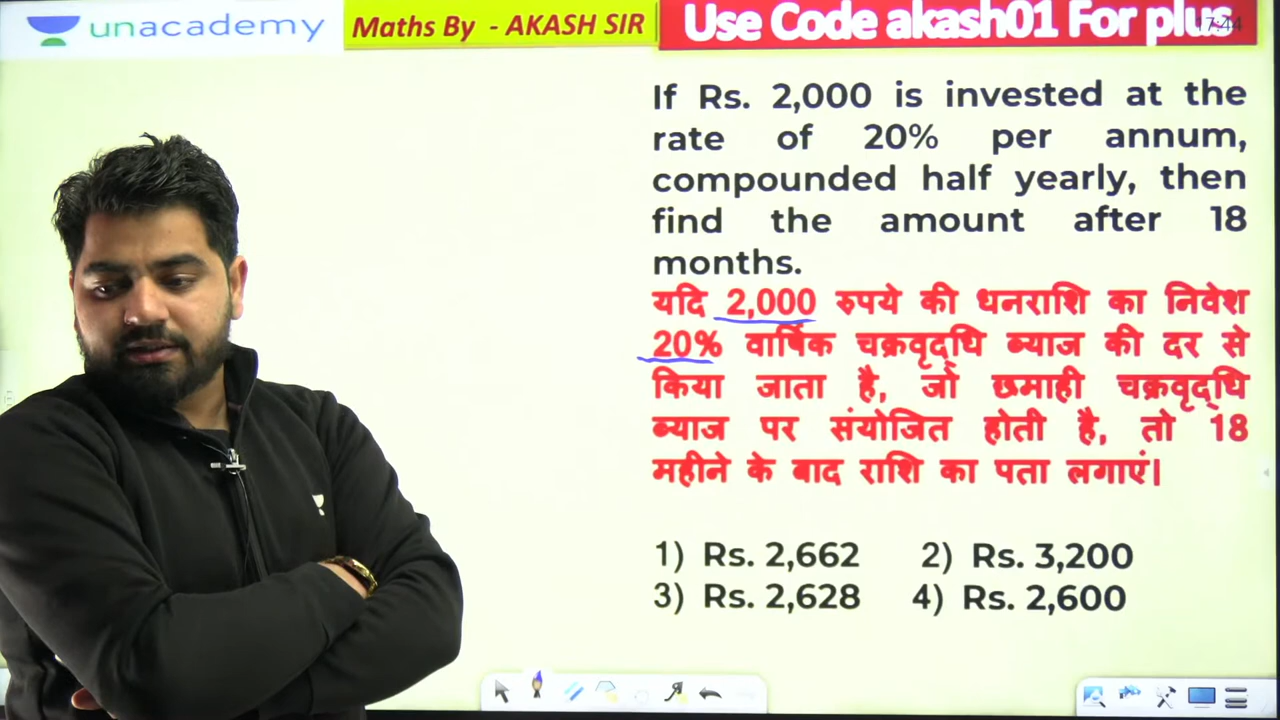 unacademy
Maths By - AKASH SIR
Use Code akash01 For plus
17:44
If Rs. 2,000 is invested at the
rate of 20% per annum,
compounded half yearly, then
find the amount after 18
months.
यदि 2,000 रुपये की धनराशि का निवेश
20% वार्षिक चक्रवृद्धि ब्याज की दर से
किया जाता है, जो छमाही चक्रवृद्धि
ब्याज पर संयोजित होती है, तो 18
महीने के बाद राशि का पता लगाएं।
1) Rs. 2,662 2) Rs. 3,200
3) Rs. 2,628 4) Rs. 2,600